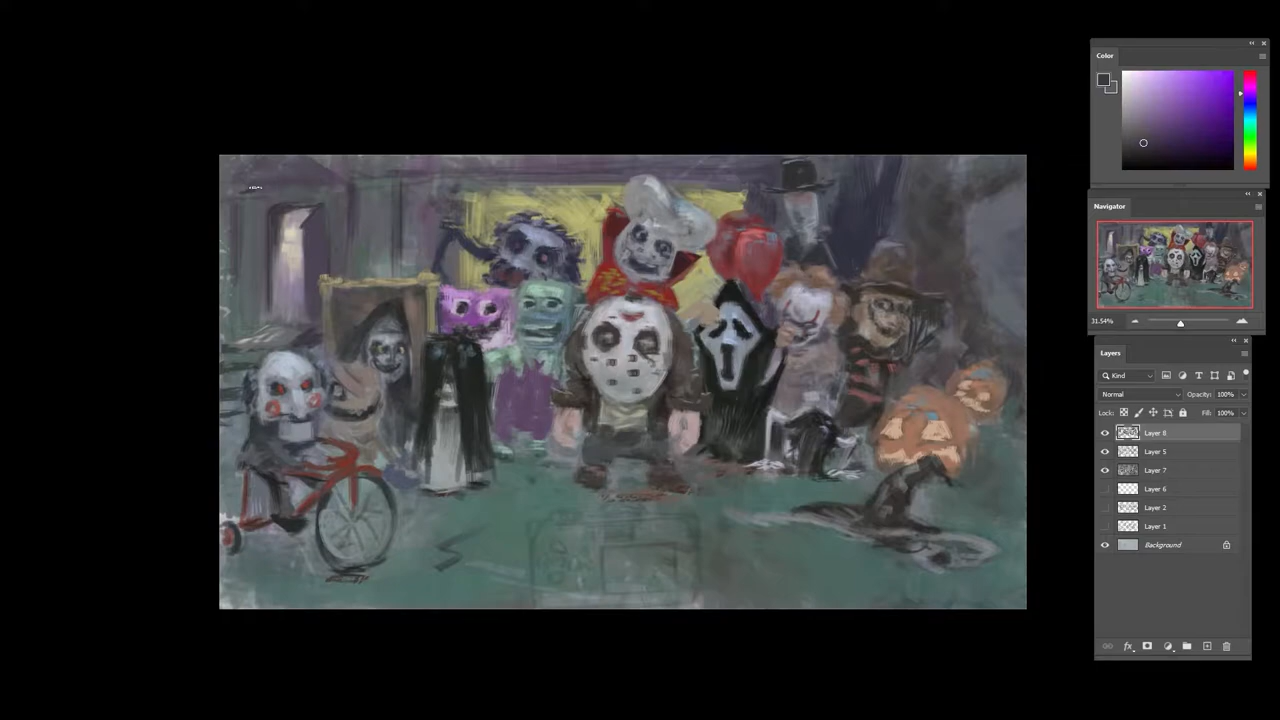 Color
Navigator
31.54%
Layers
Kind
Normal
Opacity: 100%
Lock:
Fill: 100%
Layer 8
Layer 5
Layer 7
Layer 6
Layer 2
Layer 1
Background
fx